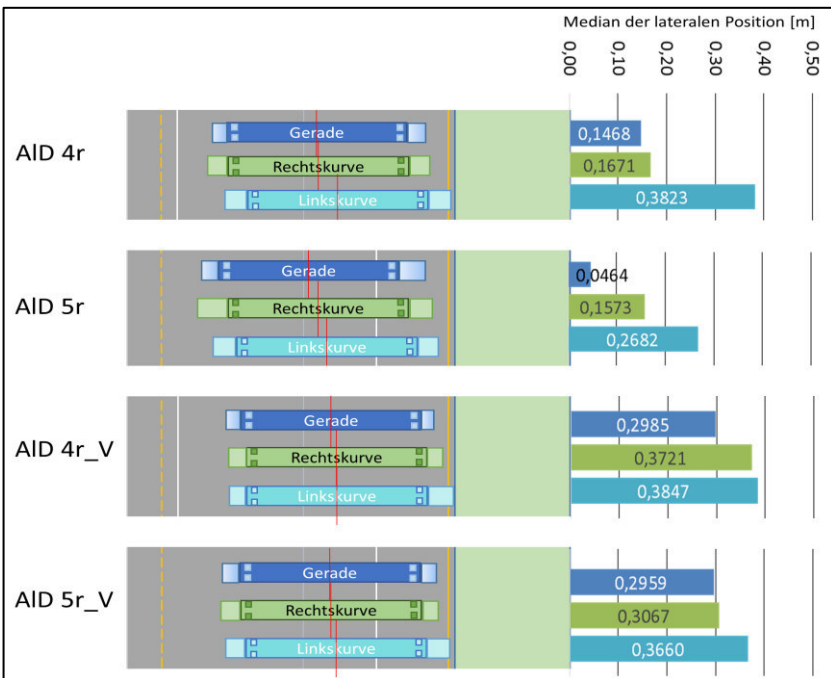 Median der lateralen Position [m]
0,00 0,10 0,20 0,30 0,40 0,50
AlD 4r
Gerade 0,1468
Rechtskurve 0,1671
Linkskurve 0,3823
AlD 5r
Gerade 0,0464
Rechtskurve 0,1573
Linkskurve 0,2682
AlD 4r_V
Gerade 0,2985
Rechtskurve 0,3721
Linkskurve 0,3847
AlD 5r_V
Gerade 0,2959
Rechtskurve 0,3067
Linkskurve 0,3660